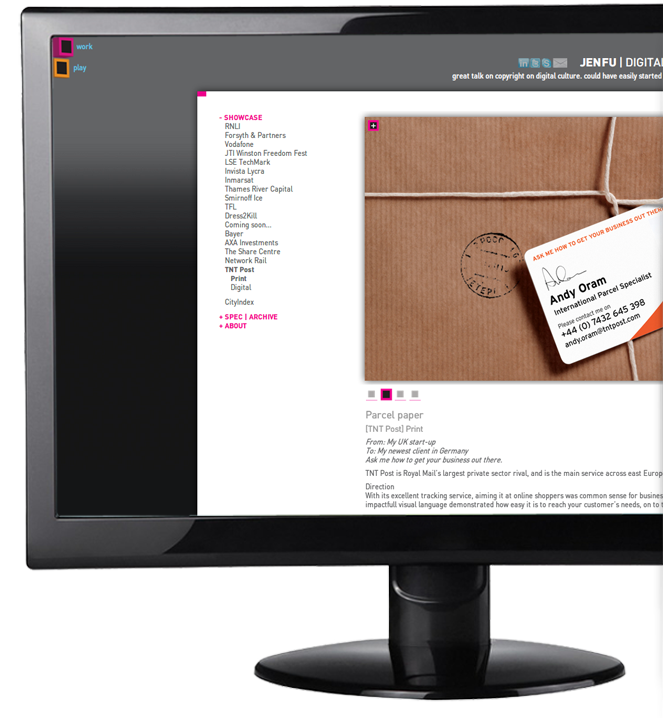 work
play
JEN FU | DIGITAL
great talk on copyright on digital culture. could have easily started
- SHOWCASE
RNLI
Forsyth & Partners
Vodafone
JTI Winston Freedom Fest
LSE TechMark
Invista Lycra
Inmarsat
Thames River Capital
Smirnoff Ice
TFL
Dress2Kill
Coming soon...
Bayer
AXA Investments
The Share Centre
Network Rail
TNT Post
Print
Digital
CityIndex
+ SPEC | ARCHIVE
+ ABOUT
ASK ME HOW TO GET YOUR BUSINESS OUT THERE
Andy Oram
International Parcel Specialist
Please contact me on
+44 (0) 7432 645 398
andy.oram@tntpost.com
Parcel paper
[TNT Post] Print
From: My UK start-up
To: My newest client in Germany
Ask me how to get your business out there.
TNT Post is Royal Mail's largest private sector rival, and is the main service across east Europ
Direction
With its excellent tracking service, aiming it at online shoppers was common sense for busines
impactfull visual language demonstrated how easy it is to reach your customer's needs, on to t